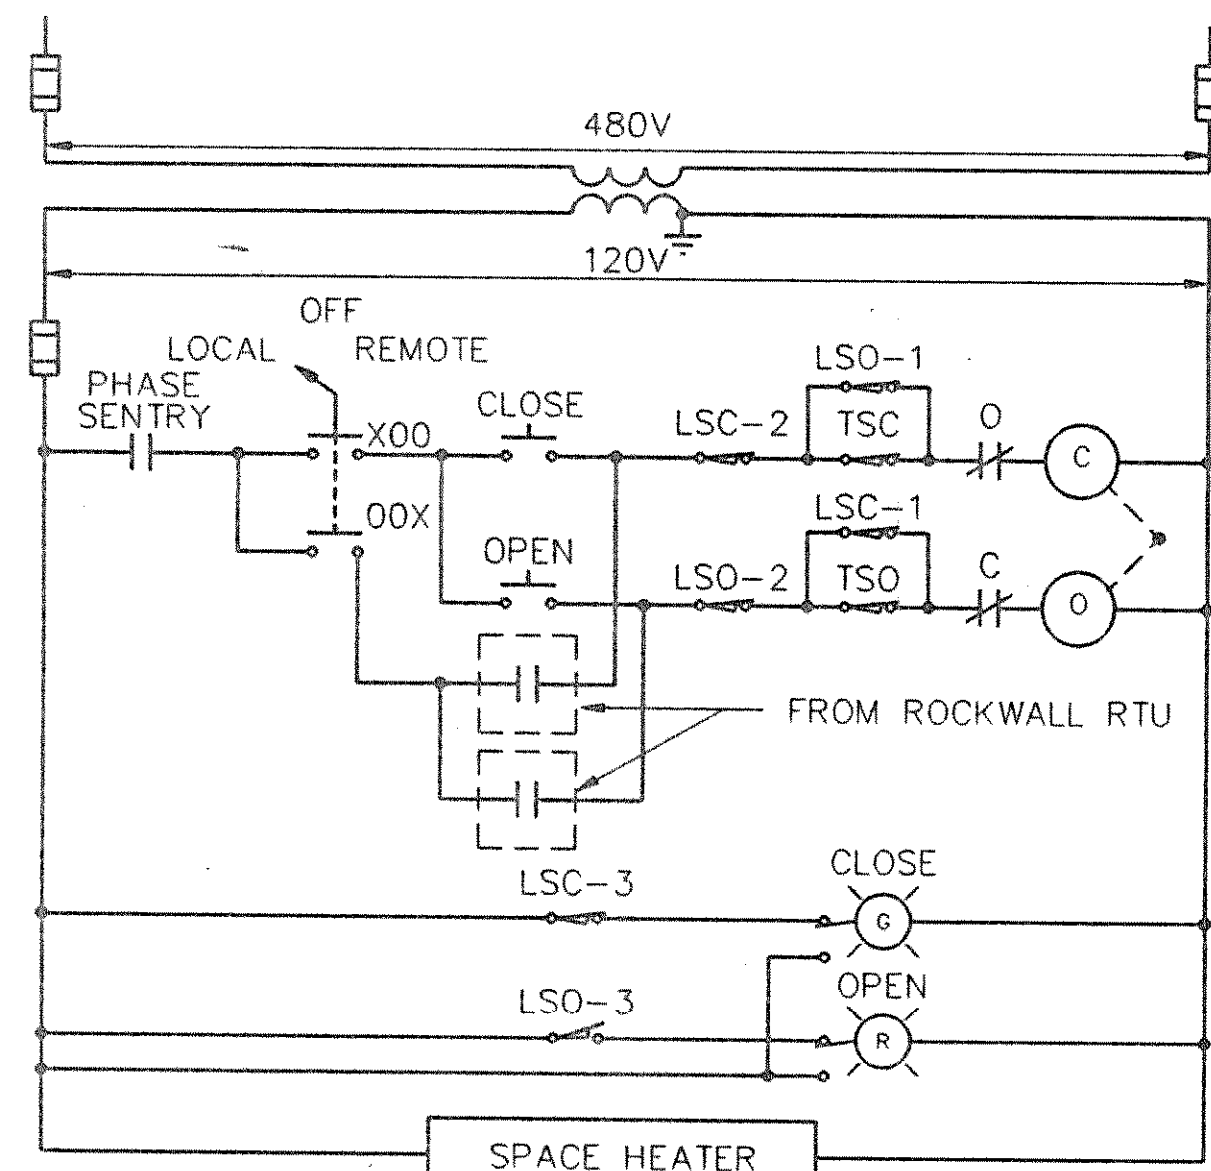 480V
120V
OFF
LOCAL REMOTE
PHASE
SENTRY
X00
00X
CLOSE
OPEN
LSC-2
LSO-1
TSC
O
C
LSO-2
LSC-1
TSO
C
O
FROM ROCKWALL RTU
LSC-3
CLOSE
G
LSO-3
OPEN
R
SPACE HEATER